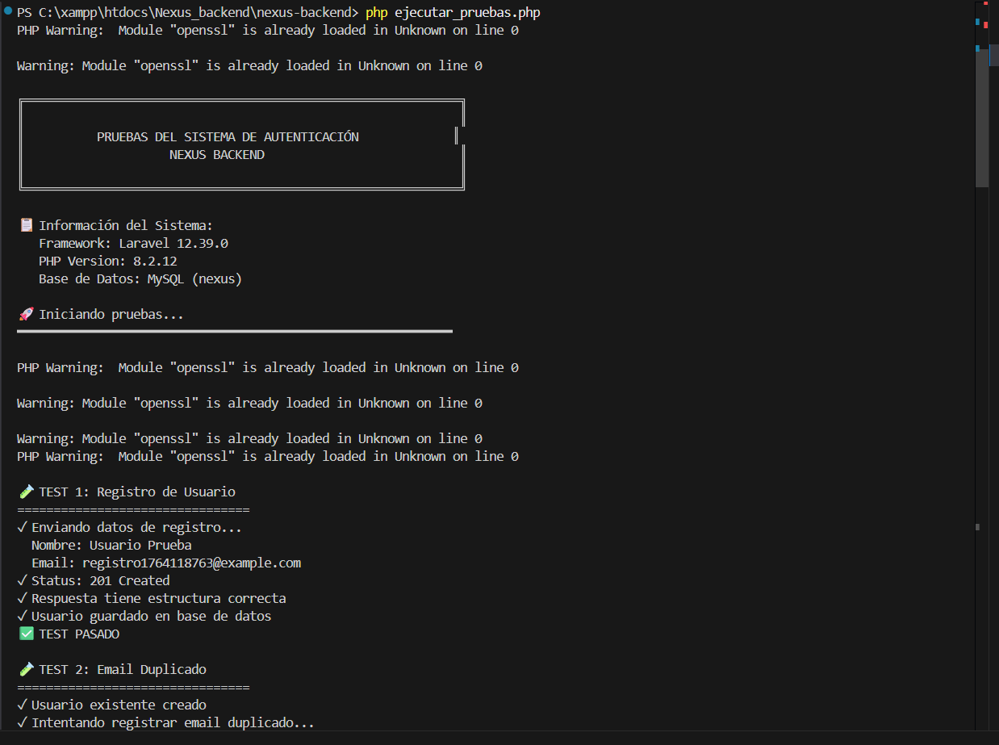 PS C:\xampp\htdocs\Nexus_backend\nexus-backend> php ejecutar_pruebas.php
PHP Warning:  Module "openssl" is already loaded in Unknown on line 0
Warning: Module "openssl" is already loaded in Unknown on line 0
PRUEBAS DEL SISTEMA DE AUTENTICACIÓN
NEXUS BACKEND
📋 Información del Sistema:
Framework: Laravel 12.39.0
PHP Version: 8.2.12
Base de Datos: MySQL (nexus)
🚀 Iniciando pruebas...
PHP Warning:  Module "openssl" is already loaded in Unknown on line 0
Warning: Module "openssl" is already loaded in Unknown on line 0
Warning: Module "openssl" is already loaded in Unknown on line 0
PHP Warning:  Module "openssl" is already loaded in Unknown on line 0
🧪 TEST 1: Registro de Usuario
================================
✓ Enviando datos de registro...
Nombre: Usuario Prueba
Email: registro1764118763@example.com
✓ Status: 201 Created
✓ Respuesta tiene estructura correcta
✓ Usuario guardado en base de datos
✅ TEST PASADO
🧪 TEST 2: Email Duplicado
================================
✓ Usuario existente creado
✓ Intentando registrar email duplicado...